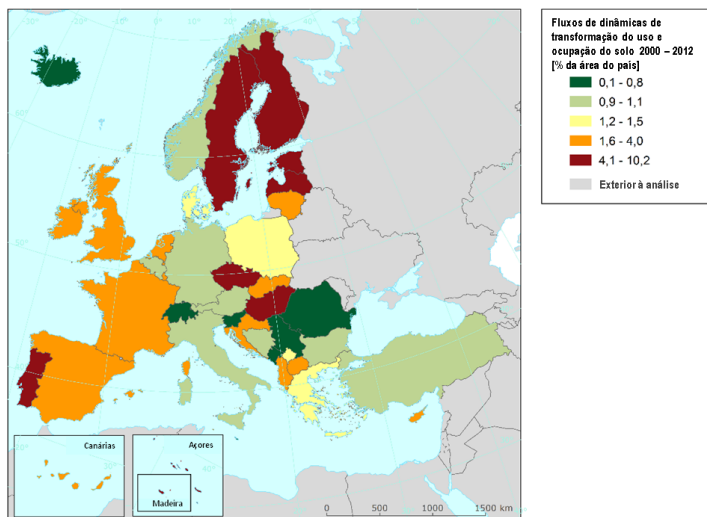 Fluxos de dinâmicas de
transformação do uso e
ocupação do solo 2000 – 2012
[% da área do país]
0,1 - 0,8
0,9 - 1,1
1,2 - 1,5
1,6 - 4,0
4,1 - 10,2
Exterior à análise
Canárias
Açores
Madeira
0 500 1000 1500 km